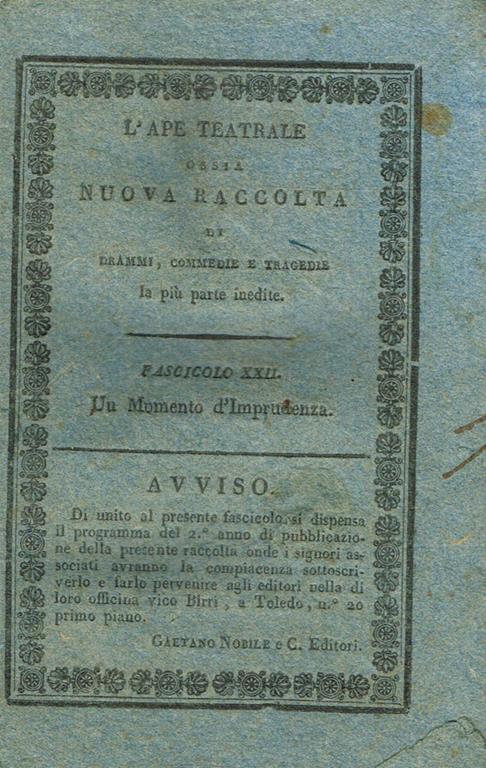 L'APE TEATRALE
OSSIA
NUOVA RACCOLTA
DI
DRAMMI, COMMEDIE E TRAGEDIE
la più parte inedite.
FASCICOLO XXII.
Un Momento d'Imprudenza.
AVVISO.
Di unito al presente fascicolo si dispensa
il programma del 2.º anno di pubblicazio-
ne della presente raccolta onde i signori as-
sociati avranno la compiacenza sottoscri-
verlo e farlo pervenire agli editori nella di
loro officina vico Birri, a Toledo, n.º 20
primo piano.
GAETANO NOBILE e C. Editori.